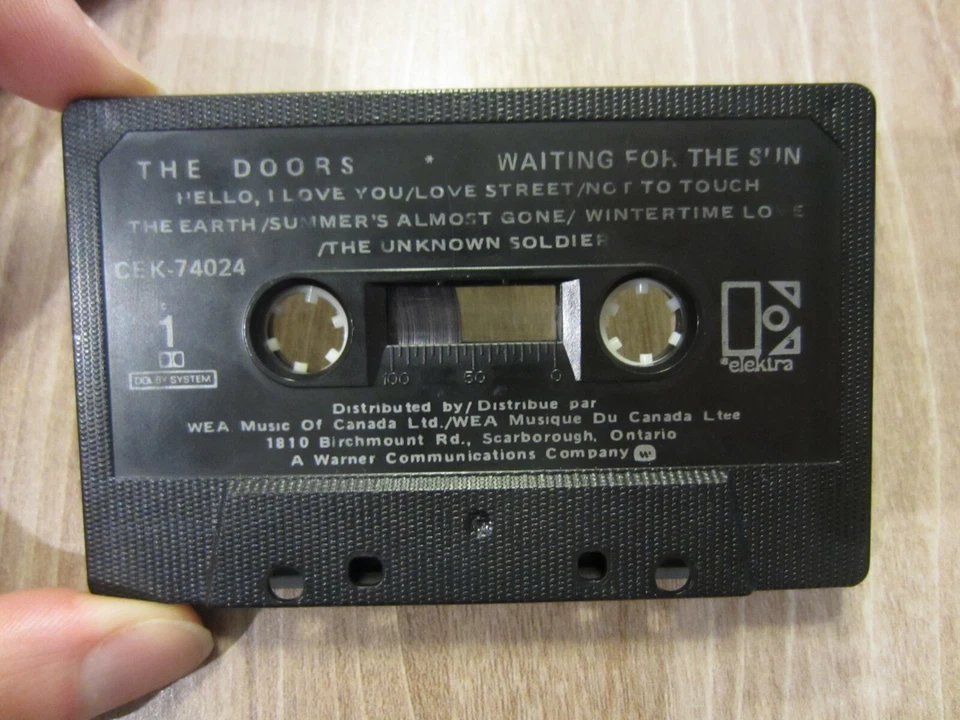 THE DOORS * WAITING FOR THE SUN
HELLO, I LOVE YOU/LOVE STREET/NOT TO TOUCH
THE EARTH/SUMMER'S ALMOST GONE/ WINTERTIME LOVE
/THE UNKNOWN SOLDIER
CEK-74024
1
DOLBY SYSTEM
100 50 0
elektra
Distributed by/Distribue par
WEA Music Of Canada Ltd./WEA Musique Du Canada Ltee
1810 Birchmount Rd., Scarborough, Ontario
A Warner Communications Company